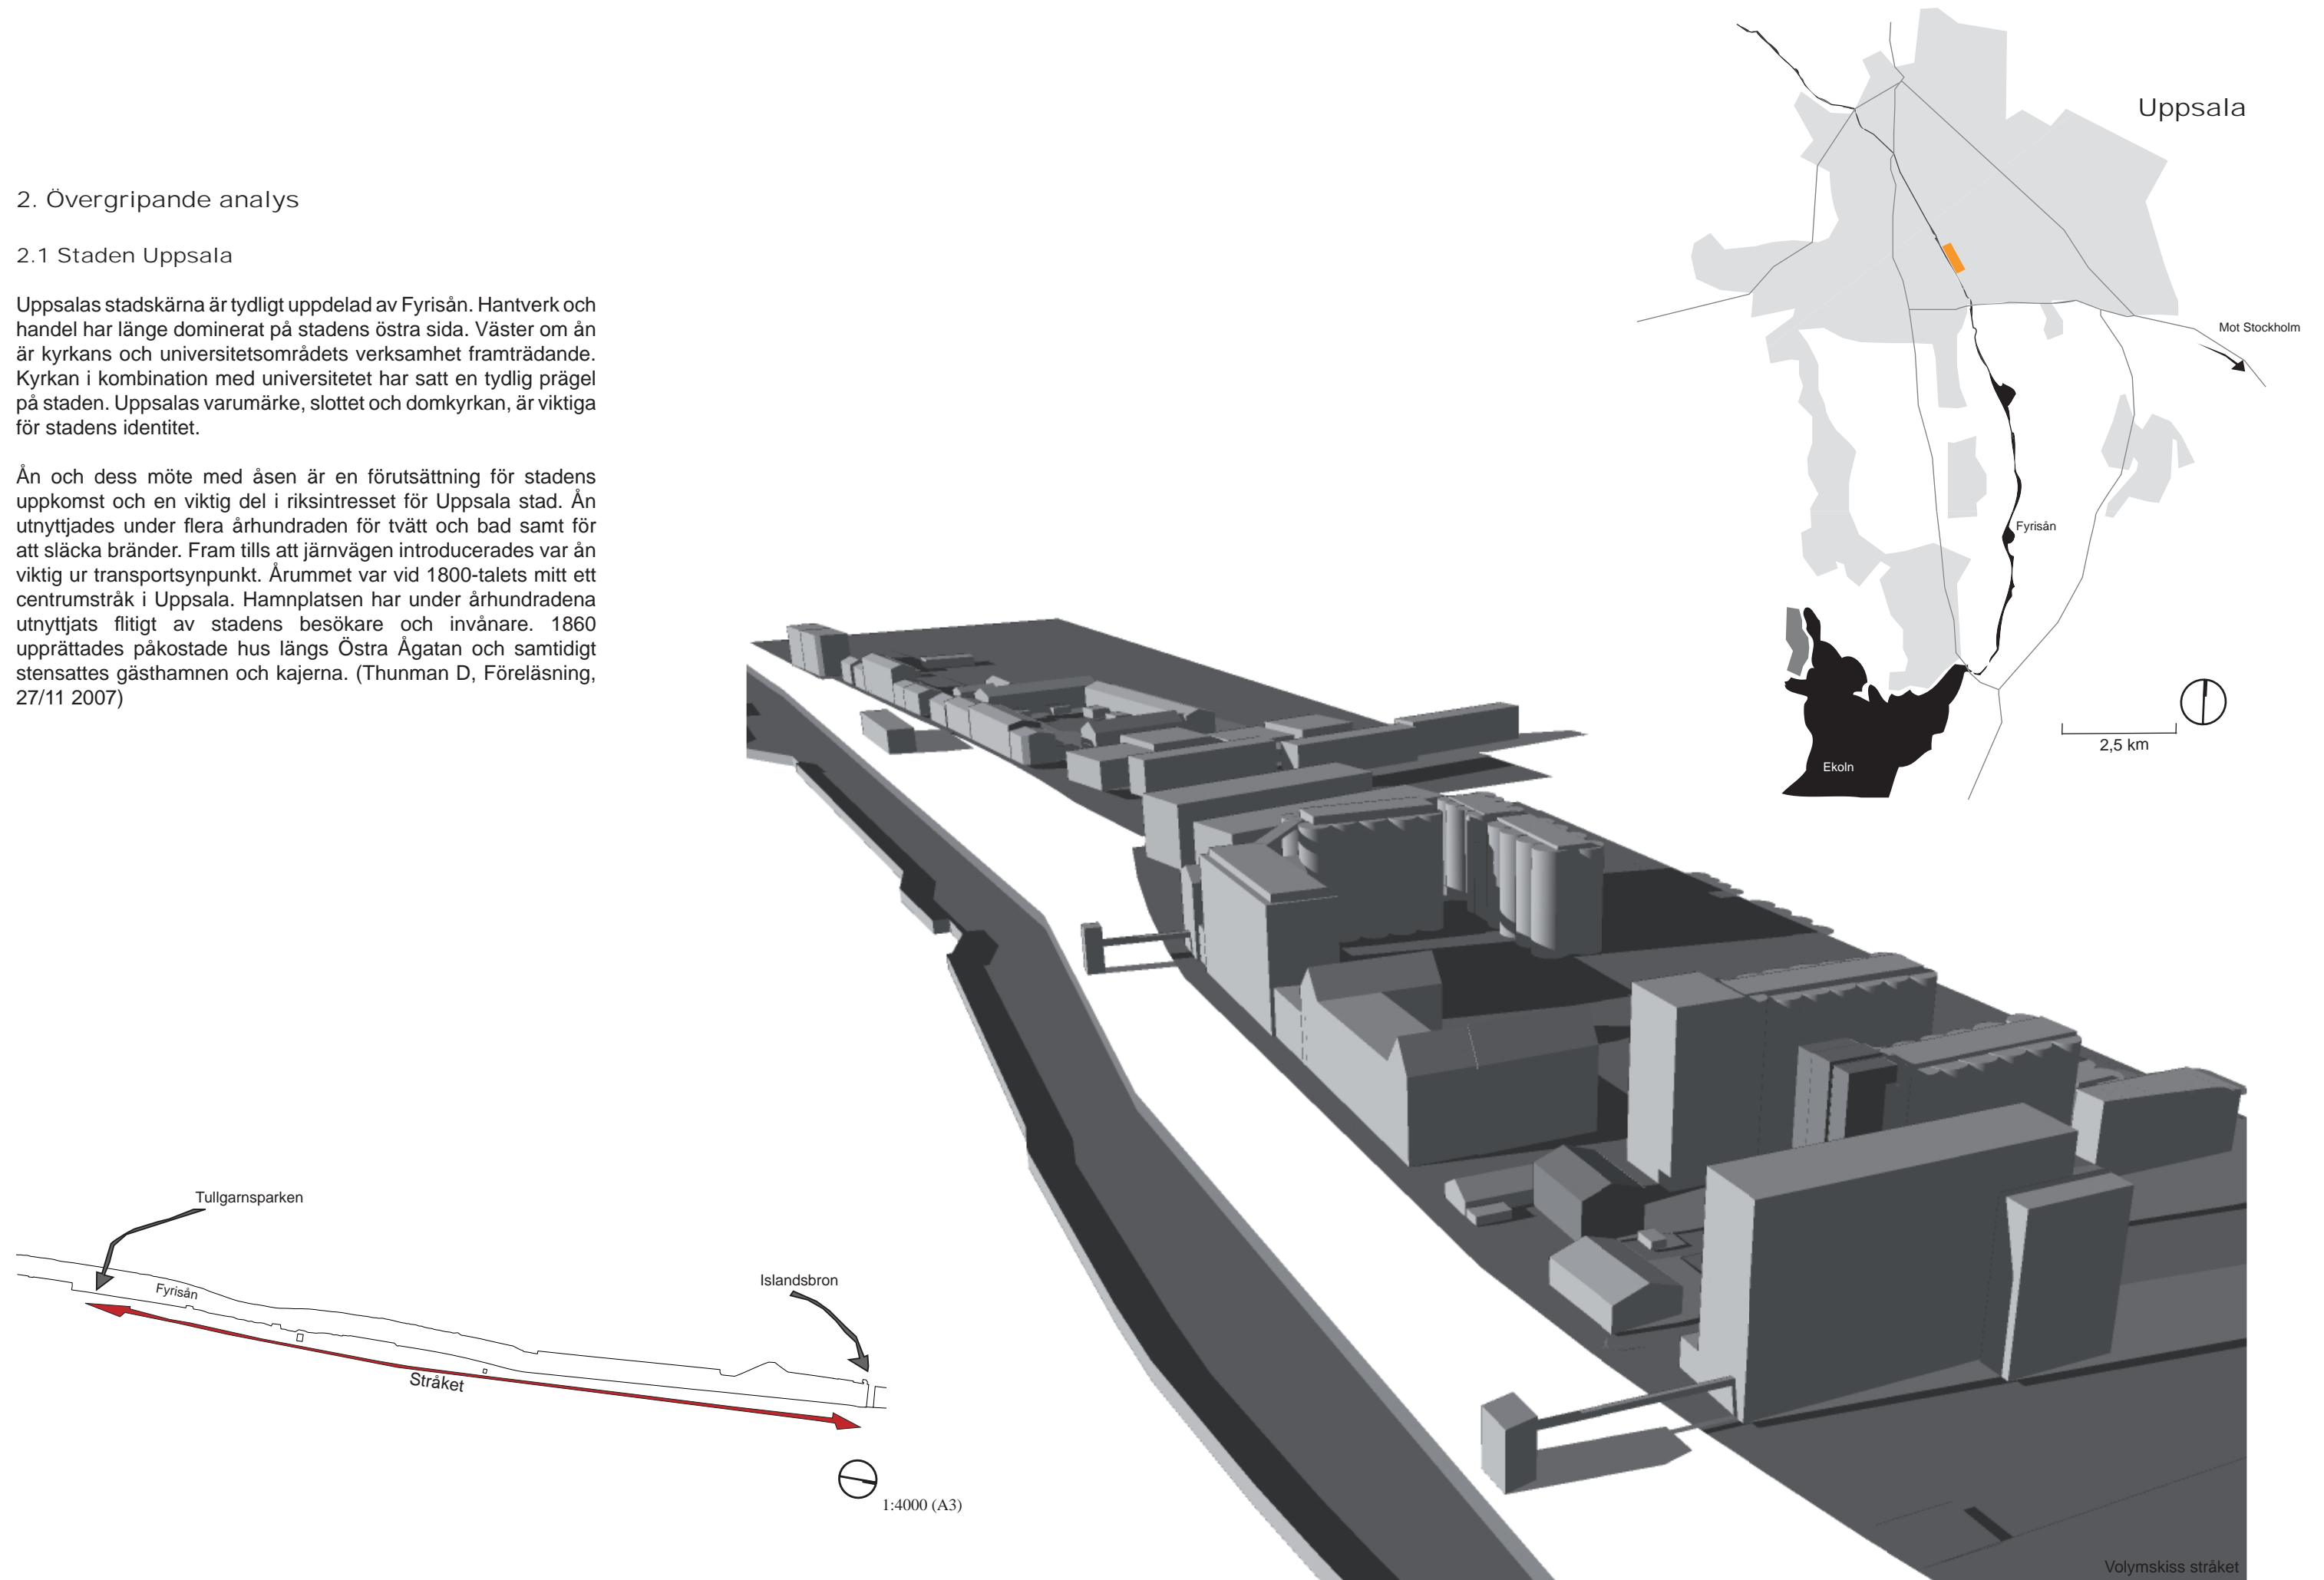 2. Övergripande analys
2.1 Staden Uppsala
Uppsalas stadskärna är tydligt uppdelad av Fyrisån. Hantverk och
handel har länge dominerat på stadens östra sida. Väster om ån
är kyrkans och universitetsområdets verksamhet framträdande.
Kyrkan i kombination med universitetet har satt en tydlig prägel
på staden. Uppsalas varumärke, slottet och domkyrkan, är viktiga
för stadens identitet.
Ån och dess möte med åsen är en förutsättning för stadens
uppkomst och en viktig del i riksintresset för Uppsala stad. Ån
utnyttjades under flera århundraden för tvätt och bad samt för
att släcka bränder. Fram tills att järnvägen introducerades var ån
viktig ur transportsynpunkt. Årummet var vid 1800-talets mitt ett
centrumstråk i Uppsala. Hamnplatsen har under århundradena
utnyttjats flitigt av stadens besökare och invånare. 1860
upprättades påkostade hus längs Östra Ågatan och samtidigt
stensattes gästhamnen och kajerna. (Thunman D, Föreläsning,
27/11 2007)
Uppsala
Mot Stockholm
Fyrisån
2,5 km
Ekoln
Tullgarnsparken
Fyrisån
Islandsbron
Stråket
1:4000 (A3)
Volymskiss stråket